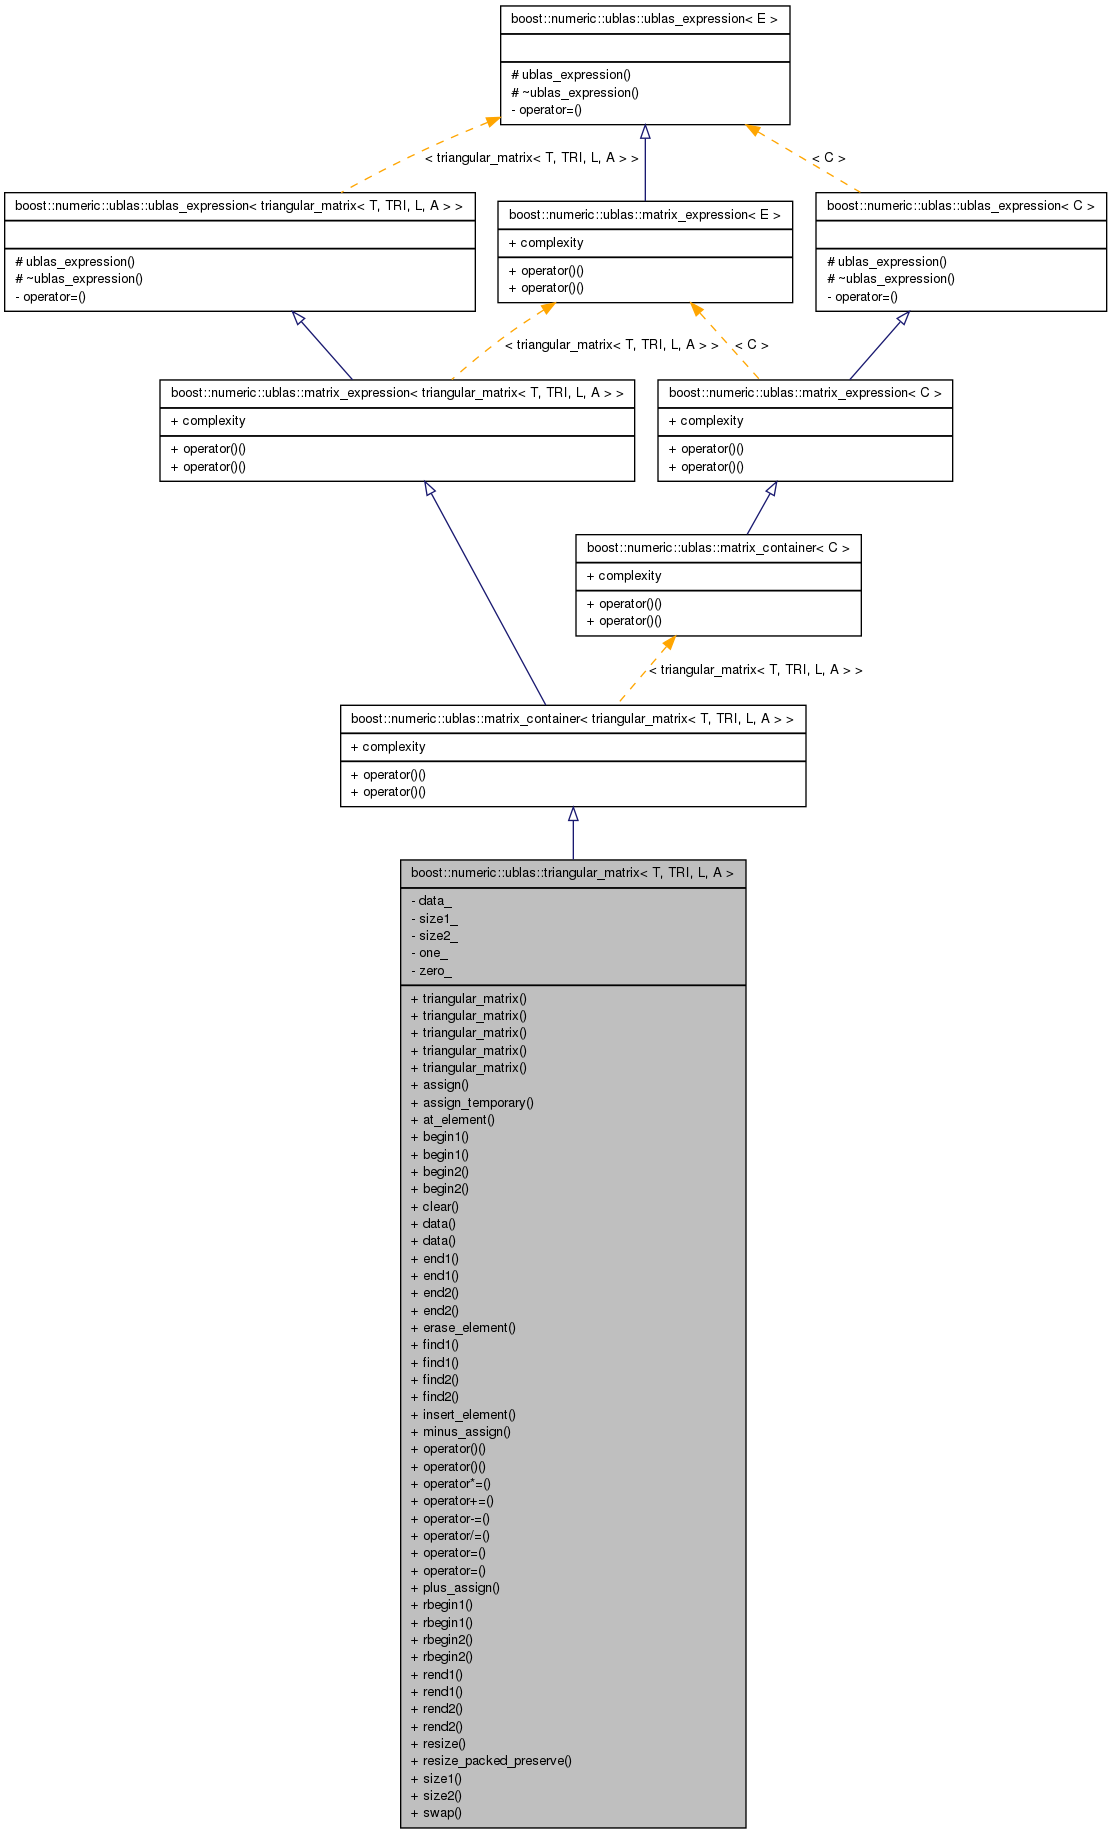 boost::numeric::ublas::ublas_expression< E >
# ublas_expression()
# ~ublas_expression()
- operator=()
< triangular_matrix< T, TRI, L, A > >
< C >
boost::numeric::ublas::ublas_expression< triangular_matrix< T, TRI, L, A > >
# ublas_expression()
# ~ublas_expression()
- operator=()
boost::numeric::ublas::matrix_expression< E >
+ complexity
+ operator()()
+ operator()()
boost::numeric::ublas::ublas_expression< C >
# ublas_expression()
# ~ublas_expression()
- operator=()
< triangular_matrix< T, TRI, L, A > >
< C >
boost::numeric::ublas::matrix_expression< triangular_matrix< T, TRI, L, A > >
+ complexity
+ operator()()
+ operator()()
boost::numeric::ublas::matrix_expression< C >
+ complexity
+ operator()()
+ operator()()
boost::numeric::ublas::matrix_container< C >
+ complexity
+ operator()()
+ operator()()
< triangular_matrix< T, TRI, L, A > >
boost::numeric::ublas::matrix_container< triangular_matrix< T, TRI, L, A > >
+ complexity
+ operator()()
+ operator()()
boost::numeric::ublas::triangular_matrix< T, TRI, L, A >
- data_
- size1_
- size2_
- one_
- zero_
+ triangular_matrix()
+ triangular_matrix()
+ triangular_matrix()
+ triangular_matrix()
+ triangular_matrix()
+ assign()
+ assign_temporary()
+ at_element()
+ begin1()
+ begin1()
+ begin2()
+ begin2()
+ clear()
+ data()
+ data()
+ end1()
+ end1()
+ end2()
+ end2()
+ erase_element()
+ find1()
+ find1()
+ find2()
+ find2()
+ insert_element()
+ minus_assign()
+ operator()()
+ operator()()
+ operator*=()
+ operator+=()
+ operator-=()
+ operator/=()
+ operator=()
+ operator=()
+ plus_assign()
+ rbegin1()
+ rbegin1()
+ rbegin2()
+ rbegin2()
+ rend1()
+ rend1()
+ rend2()
+ rend2()
+ resize()
+ resize_packed_preserve()
+ size1()
+ size2()
+ swap()